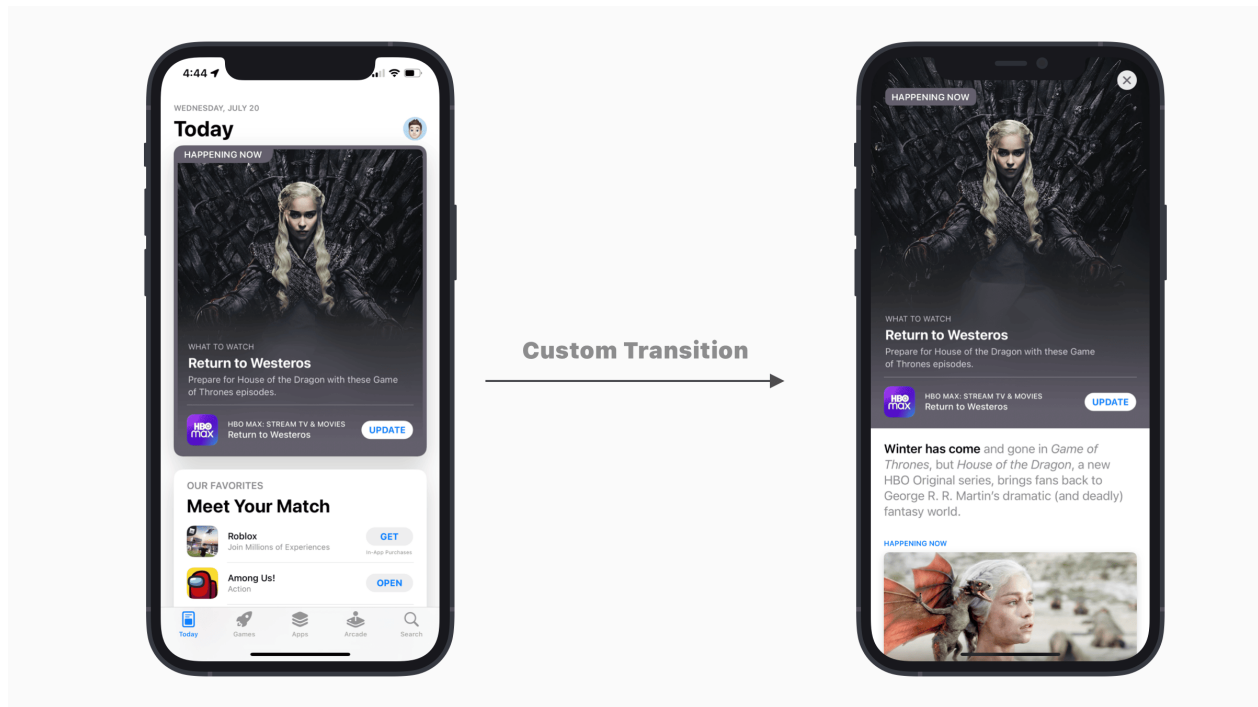 4:44
WEDNESDAY, JULY 20
Today
HAPPENING NOW
WHAT TO WATCH
Return to Westeros
Prepare for House of the Dragon with these Game
of Thrones episodes.
HBO
max
HBO MAX: STREAM TV & MOVIES
Return to Westeros
UPDATE
OUR FAVORITES
Meet Your Match
Roblox
Join Millions of Experiences
GET
In-App Purchases
Among Us!
Action
OPEN
Today
Games
Apps
Arcade
Search
Custom Transition
HAPPENING NOW
WHAT TO WATCH
Return to Westeros
Prepare for House of the Dragon with these Game
of Thrones episodes.
HBO
max
HBO MAX: STREAM TV & MOVIES
Return to Westeros
UPDATE
Winter has come and gone in Game of
Thrones, but House of the Dragon, a new
HBO Original series, brings fans back to
George R. R. Martin’s dramatic (and deadly)
fantasy world.
HAPPENING NOW